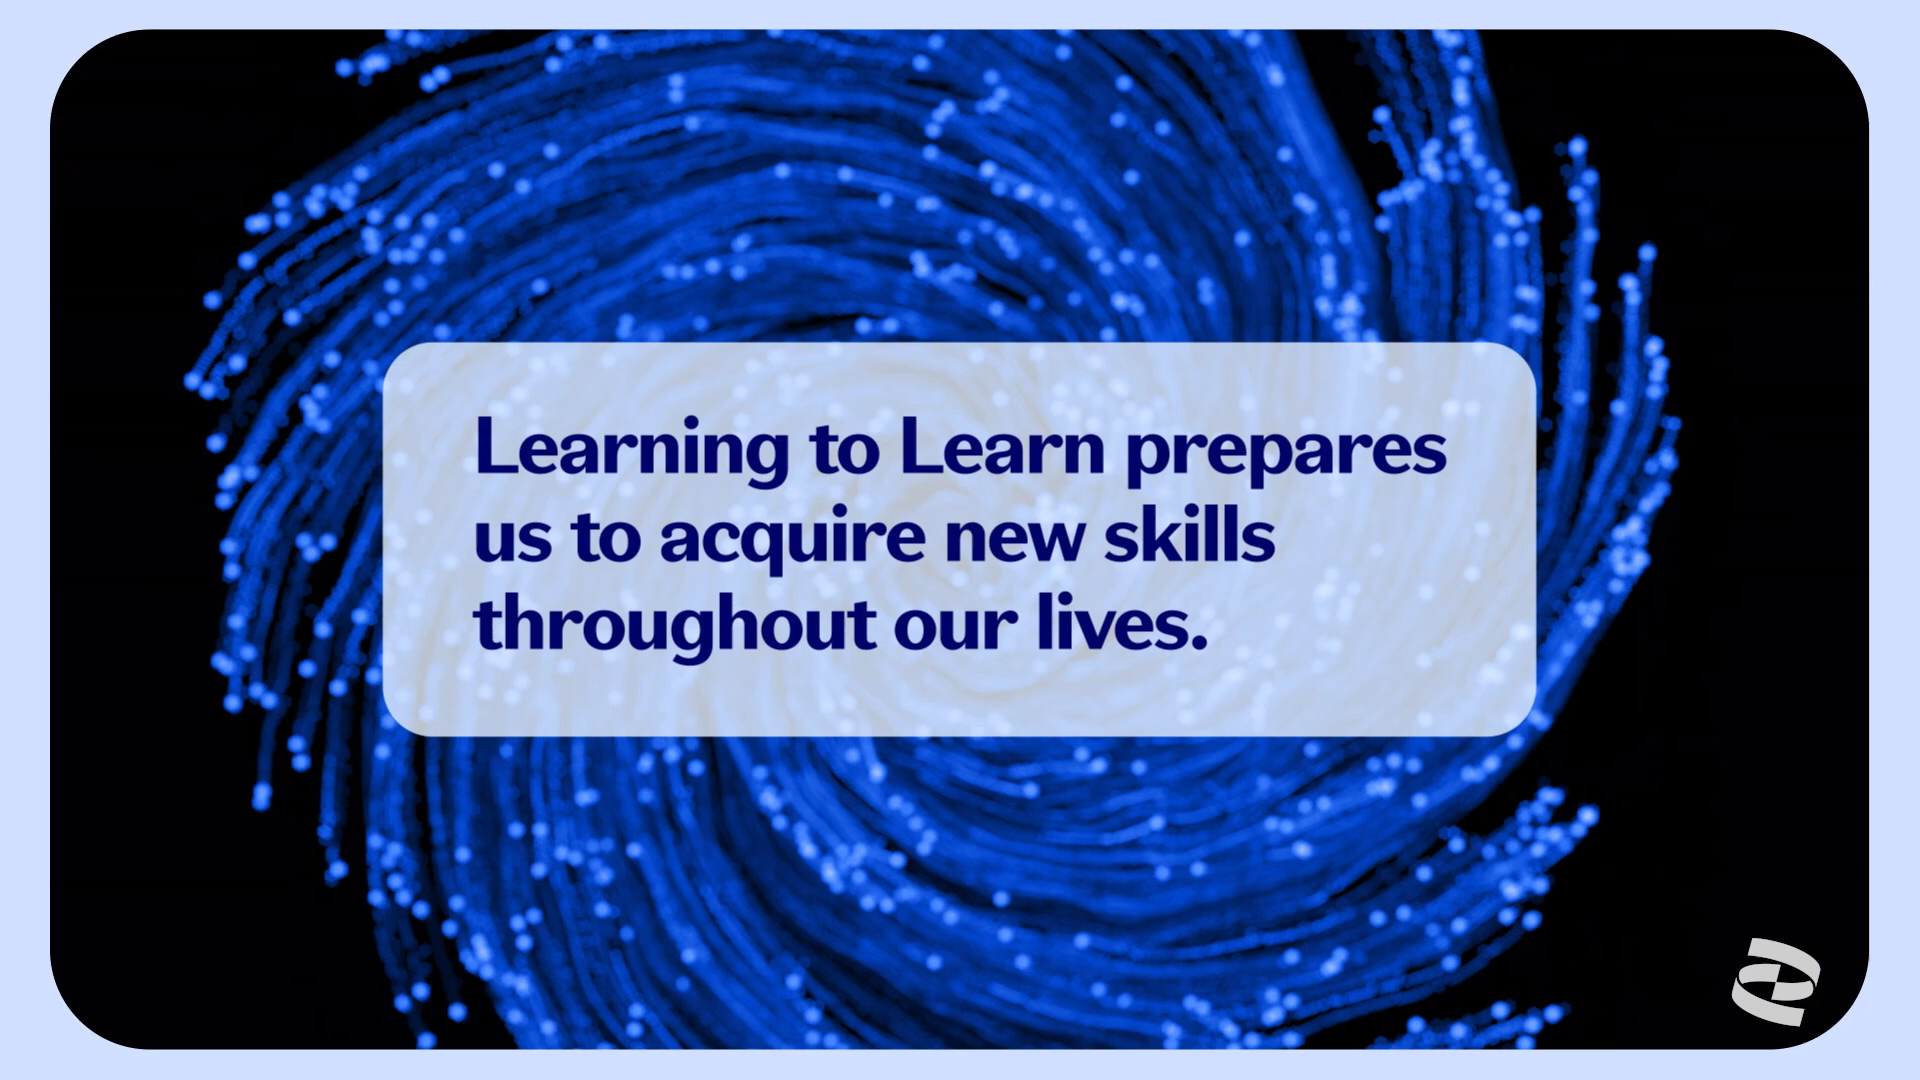 Learning to Learn prepares
us to acquire new skills
throughout our lives.